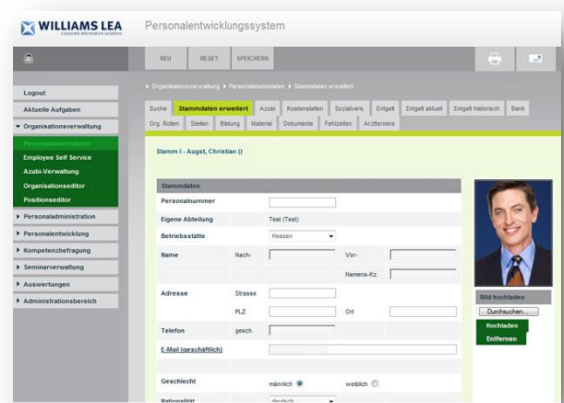 WILLIAMS LEA
corporate information solutions
Personalentwicklungssystem
NEU RESET SPEICHERN
Organisationsverwaltung Personalstammdaten Stammdaten erweitert
Logout
Aktuelle Aufgaben
Organisationsverwaltung
Personalstammdaten
Employee Self Service
Azubi-Verwaltung
Organisationseditor
Positionseditor
Personaladministration
Personalentwicklung
Kompetenzbefragung
Seminarverwaltung
Auswertungen
Administrationsbereich
Suche Stammdaten erweitert Azubi Kostenstellen Sozialvers. Entgelt Entgelt aktuell Entgelt historisch Bank
Org. Rollen Stellen Bildung Material Dokumente Fehlzeiten Arzttermine
Stamm I - Augst, Christian ()
Stammdaten
Personalnummer
Eigene Abteilung Test (Test)
Betriebsstätte Hessen
Name Nach- Vor-
Namens-Kz.
Adresse Strasse
PLZ Ort
Telefon gesch.
E-Mail (geschäftlich)
Geschlecht männlich weiblich
Nationalität deutsch
Bild hochladen
Durchsuchen...
Hochladen
Entfernen